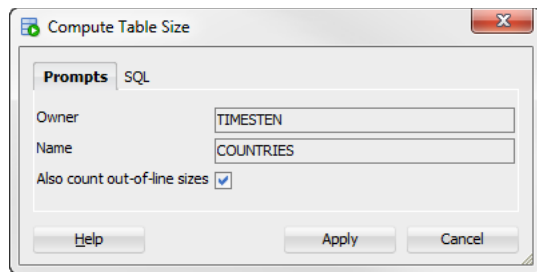 Compute Table Size
Prompts SQL
Owner TIMESTEN
Name COUNTRIES
Also count out-of-line sizes
Help Apply Cancel